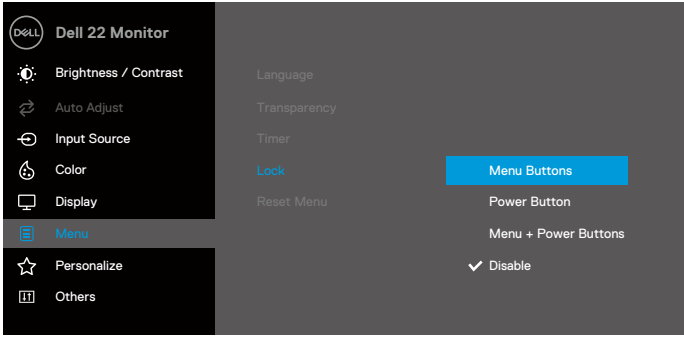 DELL
Dell 22 Monitor
Brightness / Contrast
Auto Adjust
Input Source
Color
Display
Menu
Personalize
Others
Language
Transparency
Timer
Lock
Reset Menu
Menu Buttons
Power Button
Menu + Power Buttons
Disable